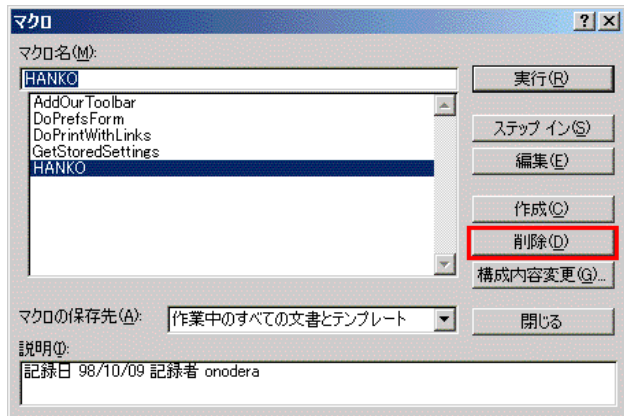 マクロ
マクロ名(M):
HANKO
実行(R)
AddOurToolbar
DoPrefsForm
DoPrintWithLinks
GetStoredSettings
HANKO
ステップ イン(S)
編集(E)
作成(C)
削除(D)
構成内容変更(G)...
マクロの保存先(A): 作業中のすべての文書とテンプレート
閉じる
説明(I):
記録日 98/10/09 記録者 onodera